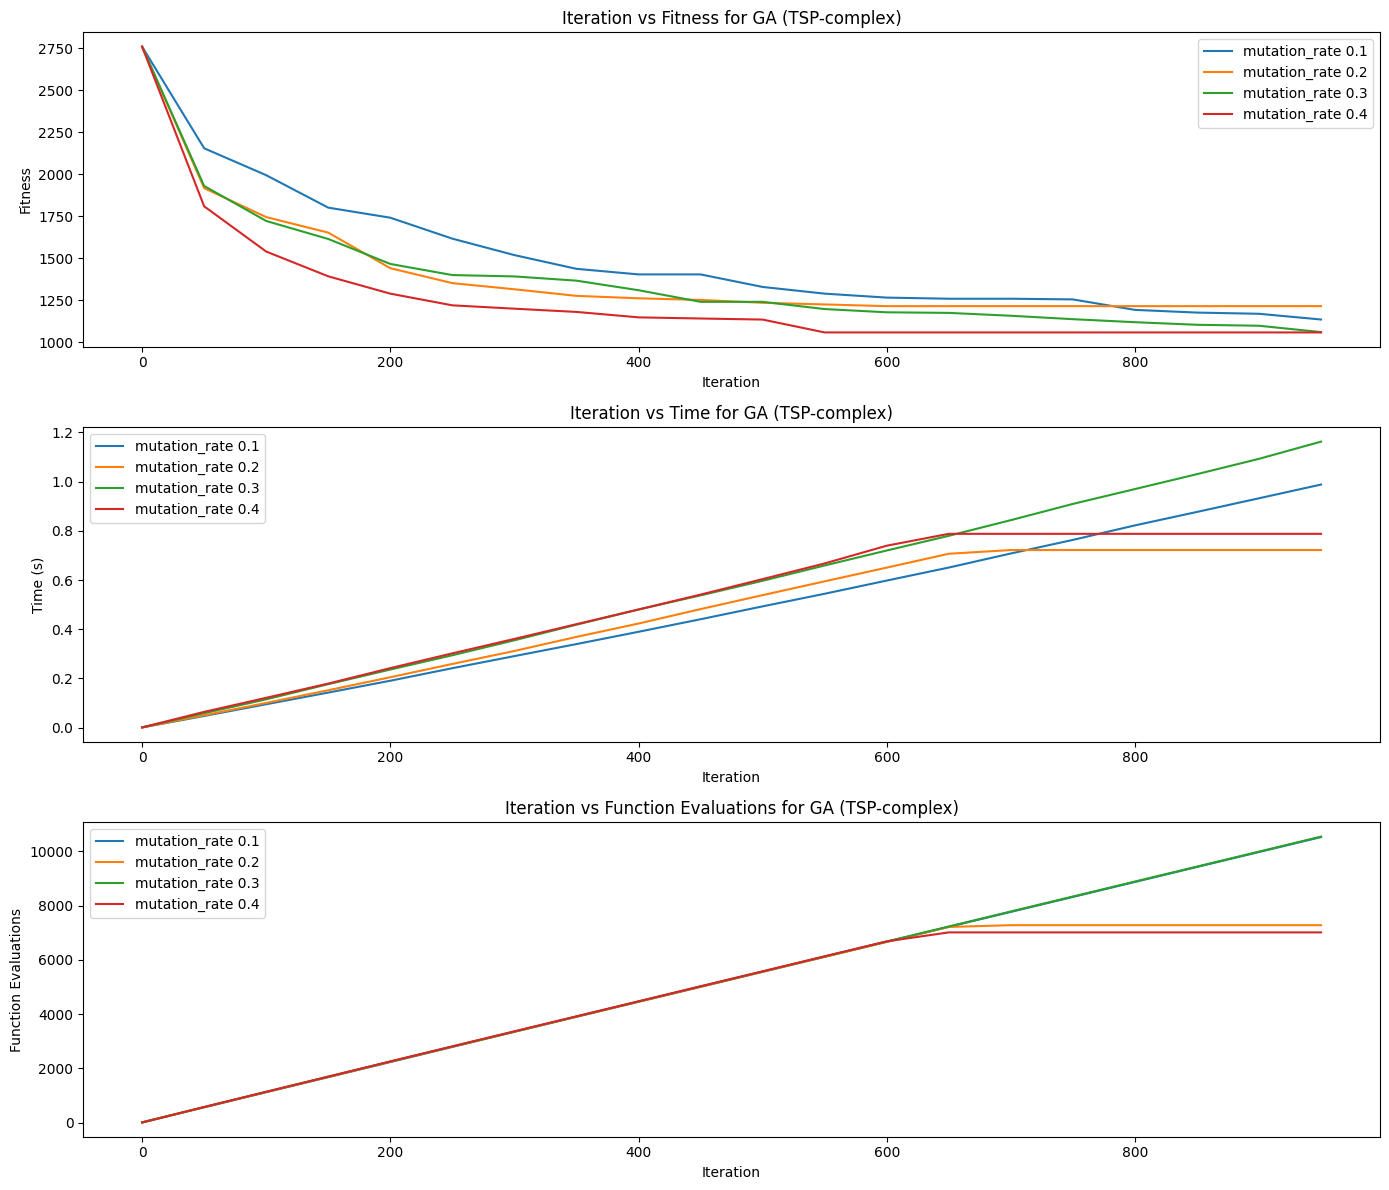 Iteration vs Fitness for GA (TSP-complex)
2750
2500
2250
2000
1750
1500
1250
1000
Fitness
mutation_rate 0.1
mutation_rate 0.2
mutation_rate 0.3
mutation_rate 0.4
0 200 400 600 800
Iteration
Iteration vs Time for GA (TSP-complex)
1.2
1.0
0.8
0.6
0.4
0.2
0.0
Time (s)
mutation_rate 0.1
mutation_rate 0.2
mutation_rate 0.3
mutation_rate 0.4
0 200 400 600 800
Iteration
Iteration vs Function Evaluations for GA (TSP-complex)
10000
8000
6000
4000
2000
0
Function Evaluations
mutation_rate 0.1
mutation_rate 0.2
mutation_rate 0.3
mutation_rate 0.4
0 200 400 600 800
Iteration